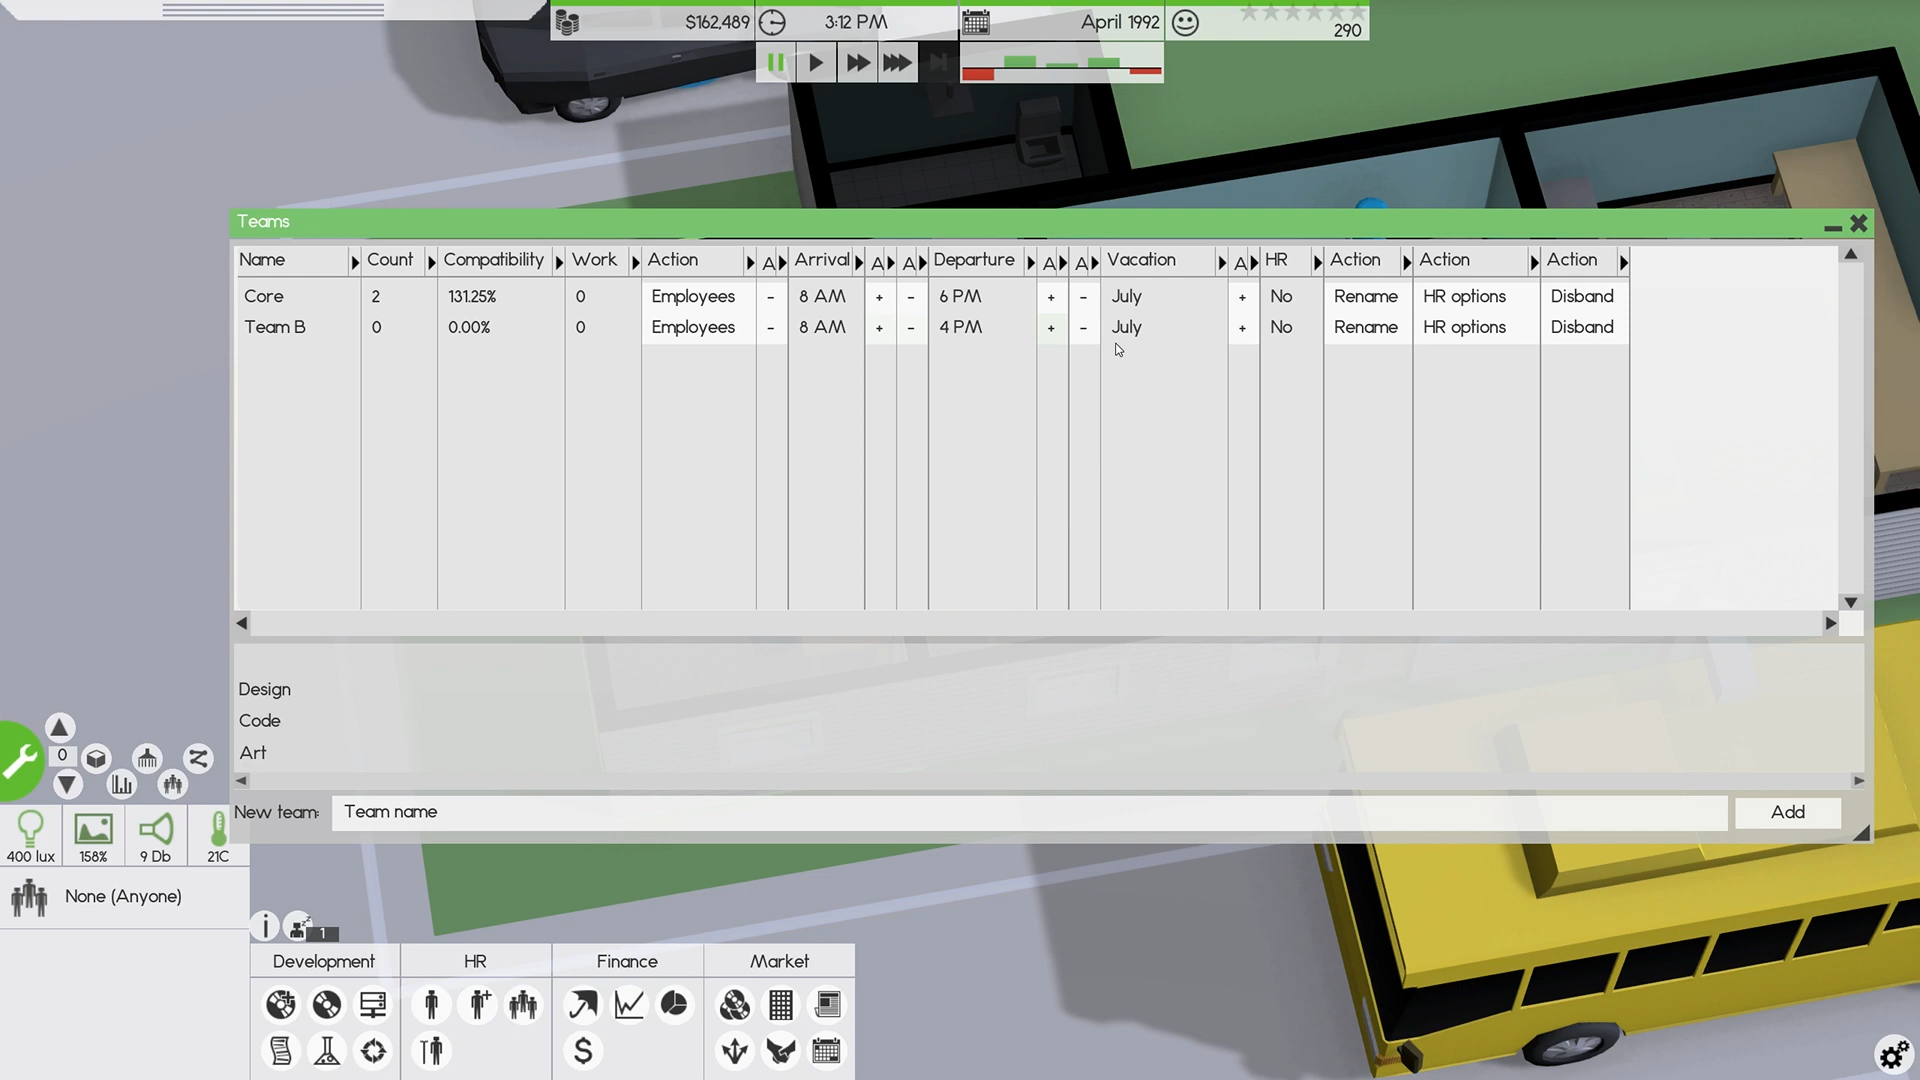 $162,489 3:12 PM April 1992
290
Teams
Name Count Compatibility Work Action A Arrival A A Departure A A Vacation A HR Action Action Action
Core 2 131.25% 0 Employees - 8 AM + - 6 PM + - July + No Rename HR options Disband
Team B 0 0.00% 0 Employees - 8 AM + - 4 PM + - July + No Rename HR options Disband
Design
Code
Art
New team: Team name Add
0
400 lux 158% 9 Db 21C
None (Anyone)
i 1
Development HR Finance Market
$